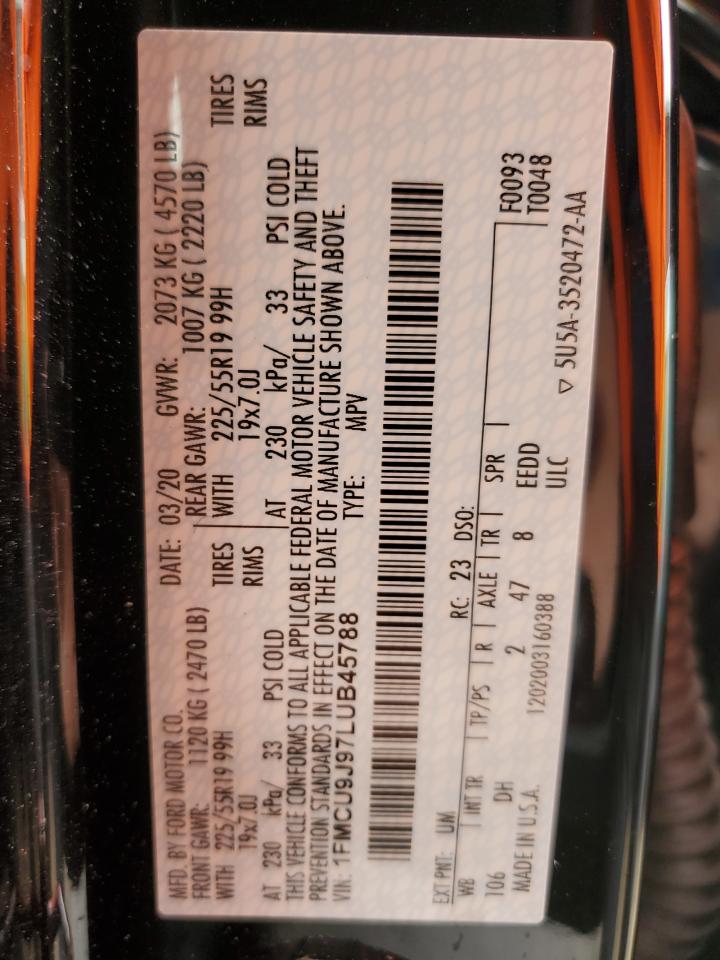 MFD. BY FORD MOTOR CO. DATE: 03/20 GVWR: 2073 KG ( 4570 LB)
FRONT GAWR: 1120 KG ( 2470 LB) REAR GAWR: 1007 KG ( 2220 LB)
WITH 225/55R19 99H TIRES WITH 225/55R19 99H TIRES
19x7.0J RIMS 19x7.0J RIMS
AT 230 kPa/ 33 PSI COLD AT 230 kPa/ 33 PSI COLD
THIS VEHICLE CONFORMS TO ALL APPLICABLE FEDERAL MOTOR VEHICLE SAFETY AND THEFT
PREVENTION STANDARDS IN EFFECT ON THE DATE OF MANUFACTURE SHOWN ABOVE.
VIN: 1FMCU9J97LUB45788 TYPE: MPV
EXT PNT: UM RC: 23 DSO:
WB INT TR TP/PS R AXLE TR SPR F0093
106 DH 2 47 8 EEDD T0048
MADE IN U.S.A. 1202003160388 ULC
▽ 5U5A-3520472-AA